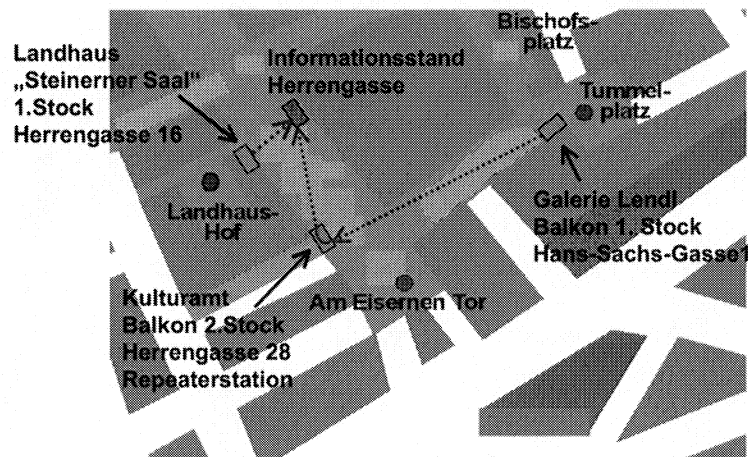 Landhaus
„Steinerner Saal"
1.Stock
Herrengasse 16
Informationsstand
Herrengasse
Bischofs-
platz
Tummel-
platz
Landhaus-
Hof
Galerie Lendl
Balkon 1. Stock
Hans-Sachs-Gasse1
Am Eisernen Tor
Kulturamt
Balkon 2.Stock
Herrengasse 28
Repeaterstation